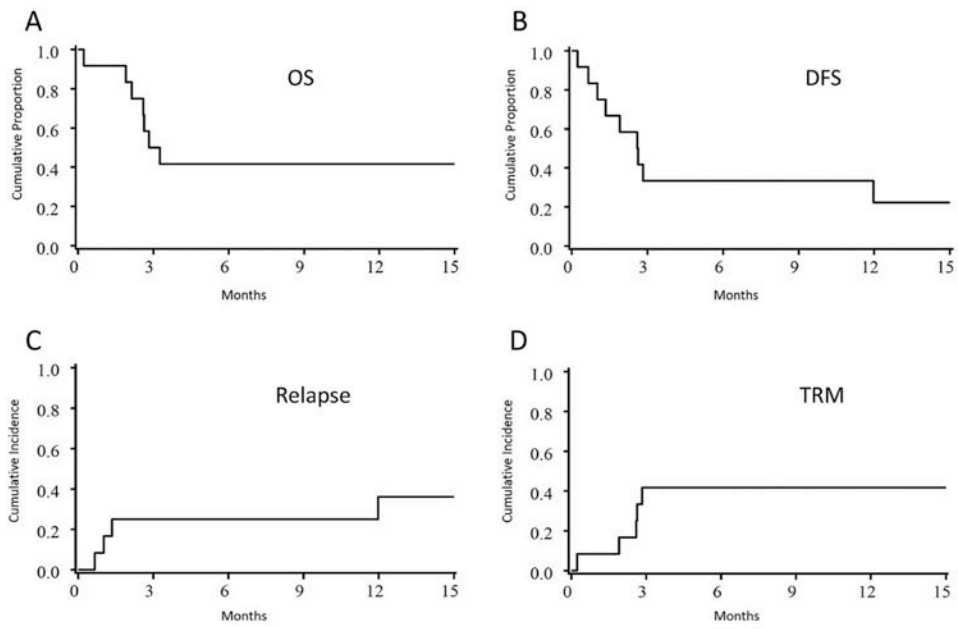 A
Cumulative Proportion
OS
1.0
0.8
0.6
0.4
0.2
0.0
0 3 6 9 12 15
Months
B
Cumulative Proportion
DFS
1.0
0.8
0.6
0.4
0.2
0.0
0 3 6 9 12 15
Months
C
Cumulative Incidence
Relapse
1.0
0.8
0.6
0.4
0.2
0.0
0 3 6 9 12 15
Months
D
Cumulative Incidence
TRM
1.0
0.8
0.6
0.4
0.2
0.0
0 3 6 9 12 15
Months